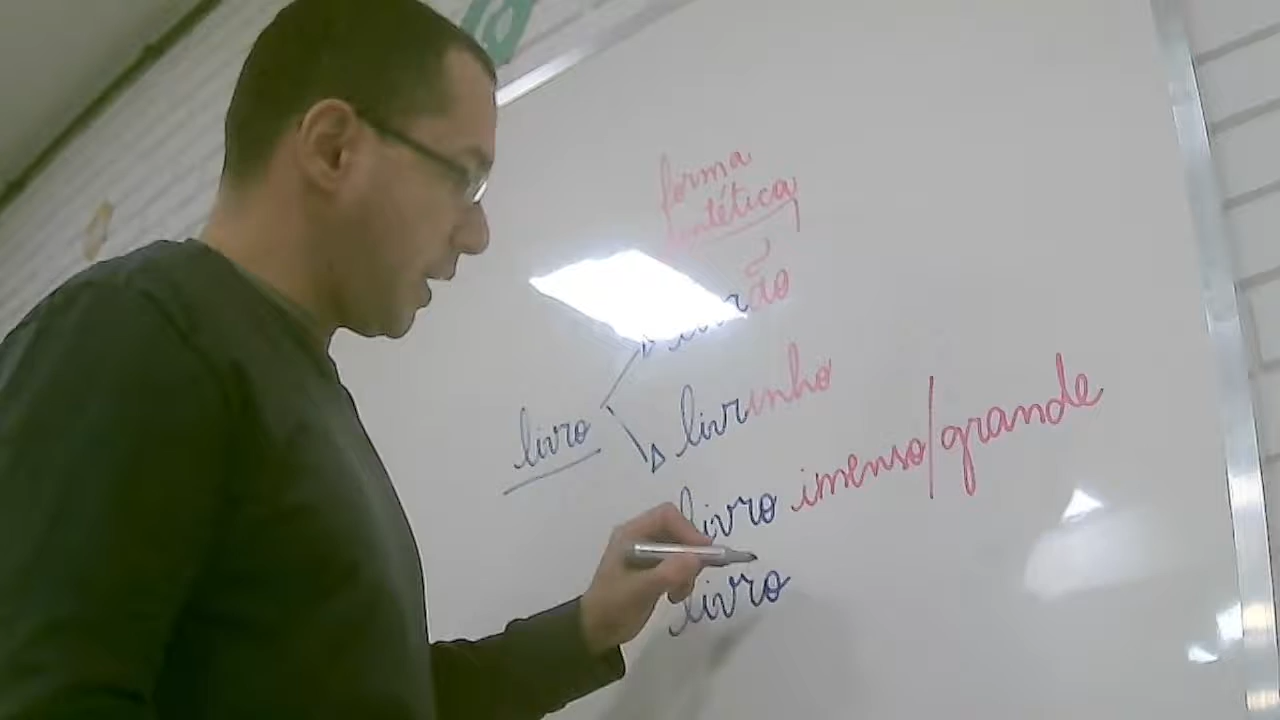 forma
sintética
livrão
livro
livrinho
livro imenso/grande
livro